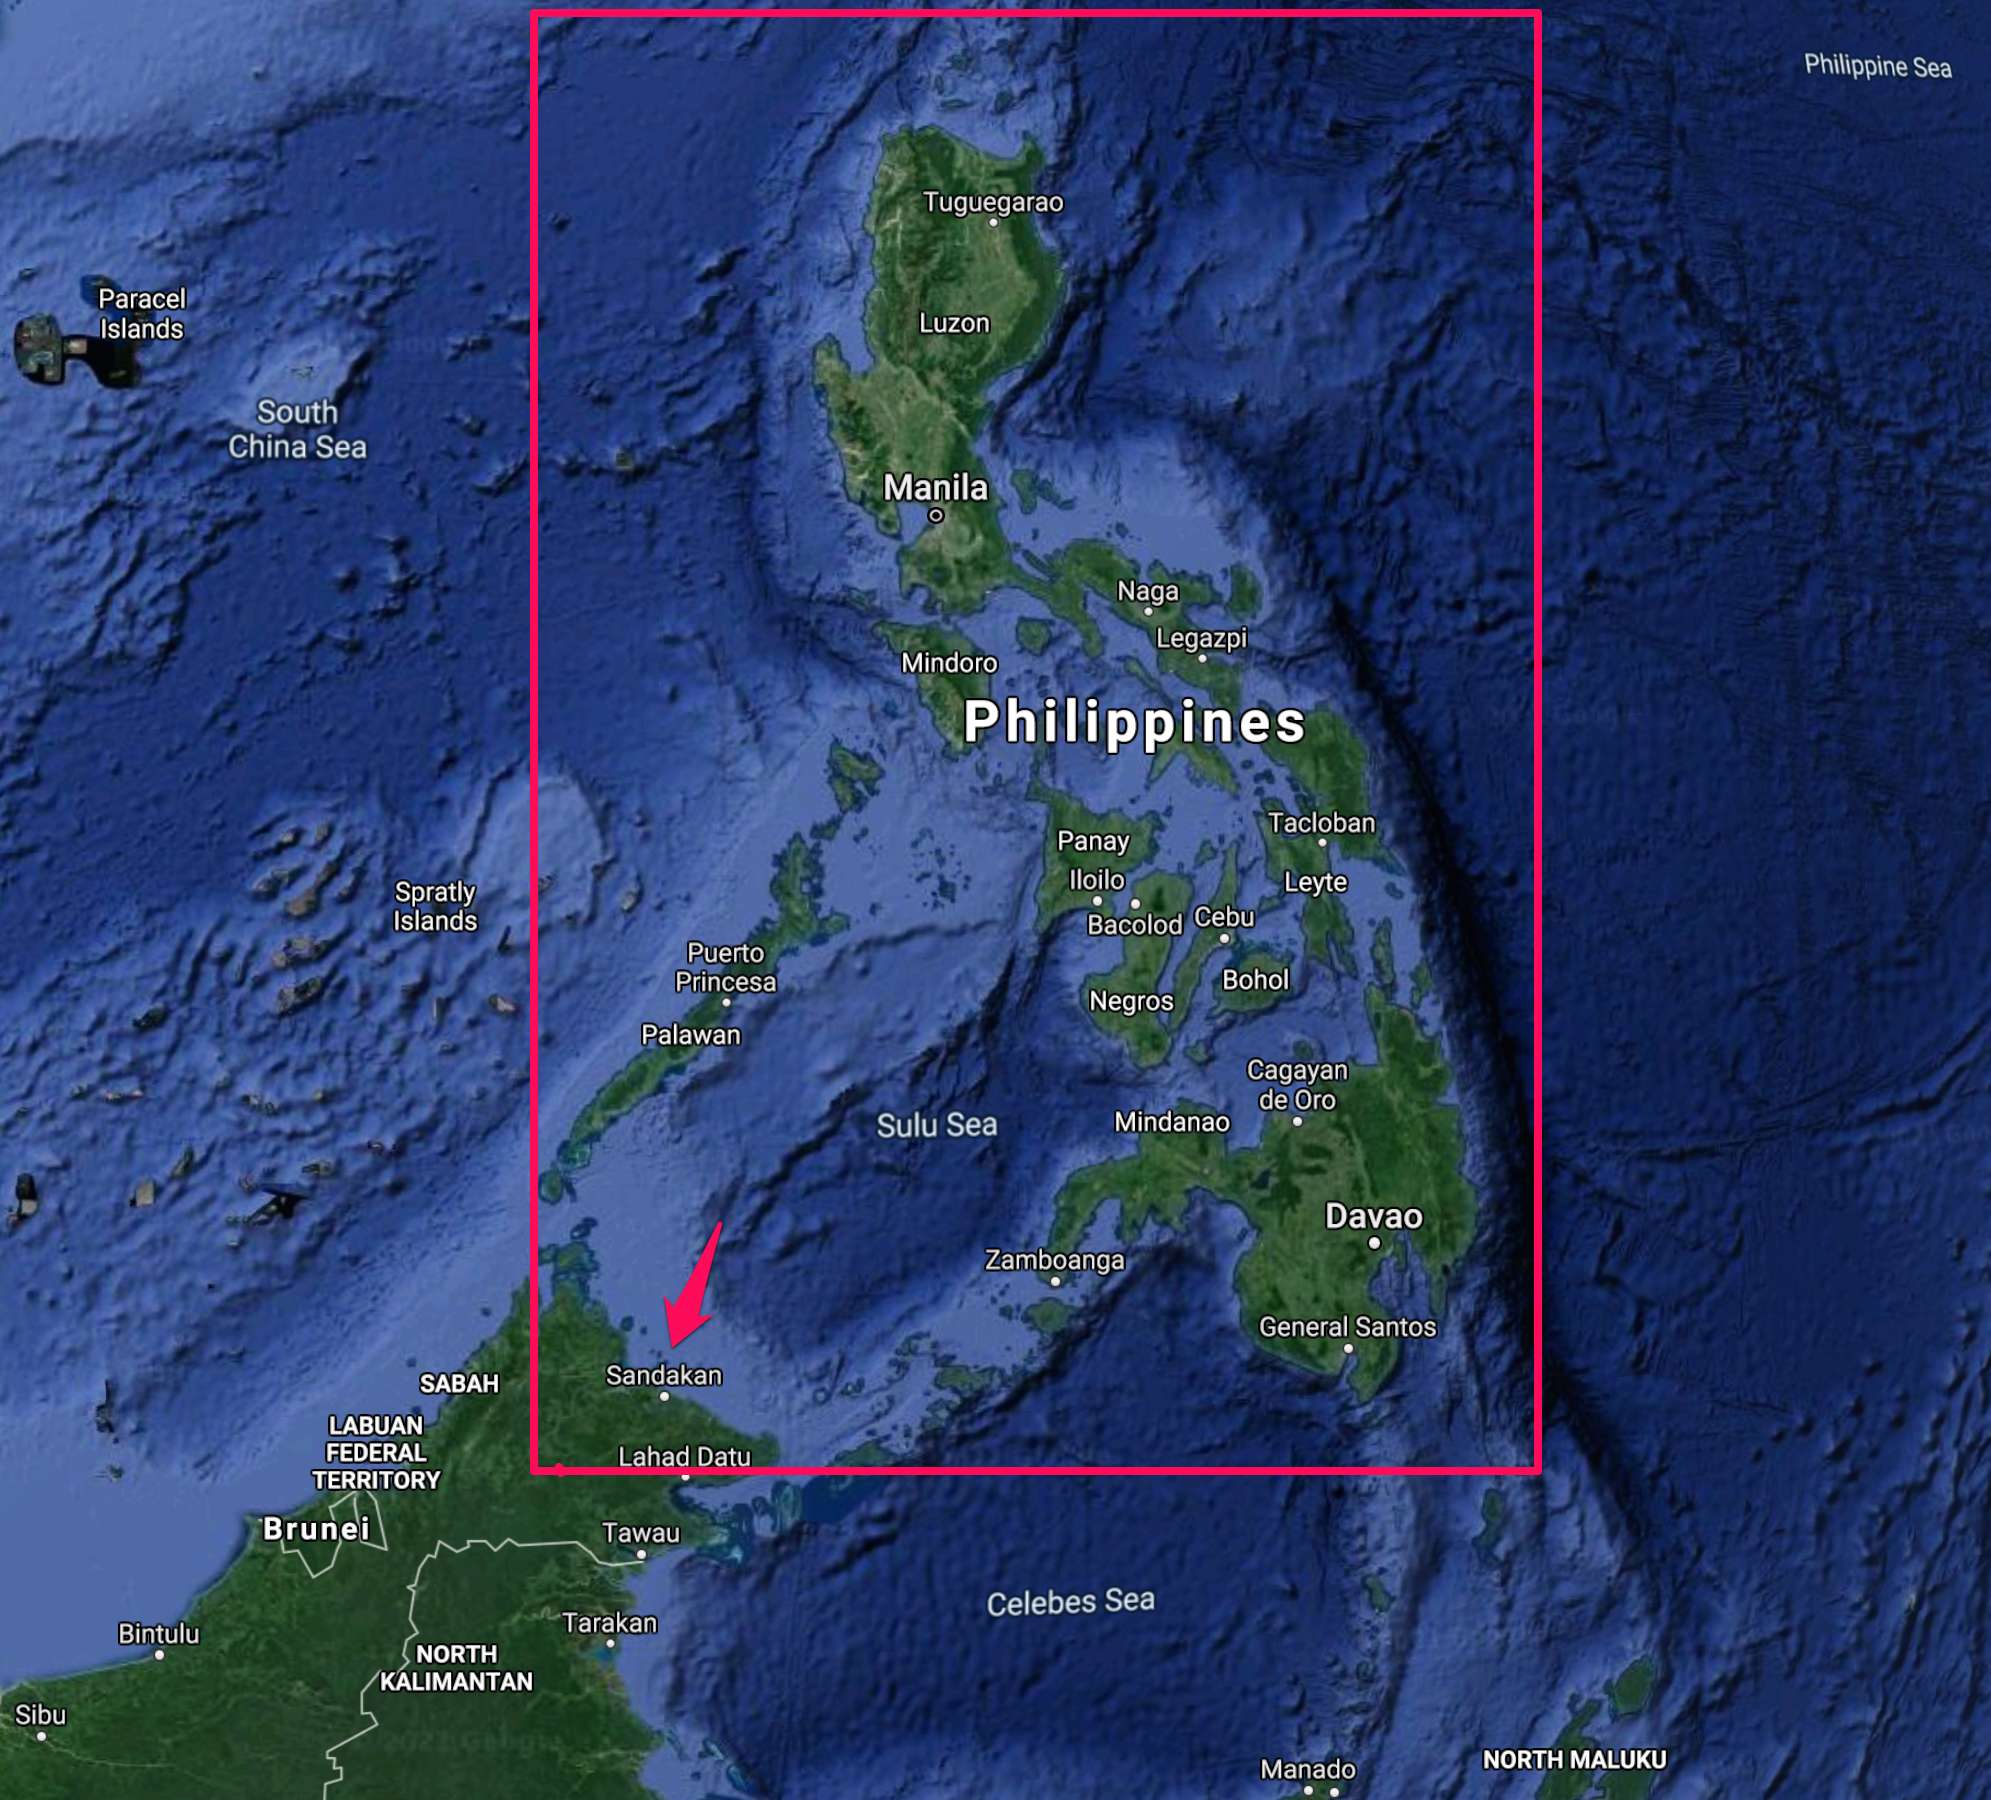 Philippine Sea
Tuguegarao
Paracel
Islands
Luzon
South
China Sea
Manila
Naga
Legazpi
Mindoro
Philippines
Tacloban
Panay
Iloilo
Leyte
Spratly
Islands
Bacolod
Cebu
Puerto
Princesa
Bohol
Negros
Palawan
Cagayan
de Oro
Sulu Sea
Mindanao
Davao
Zamboanga
General Santos
Sandakan
SABAH
LABUAN
FEDERAL
TERRITORY
Lahad Datu
Brunei
Tawau
Celebes Sea
Tarakan
Bintulu
NORTH
KALIMANTAN
Sibu
NORTH MALUKU
Manado